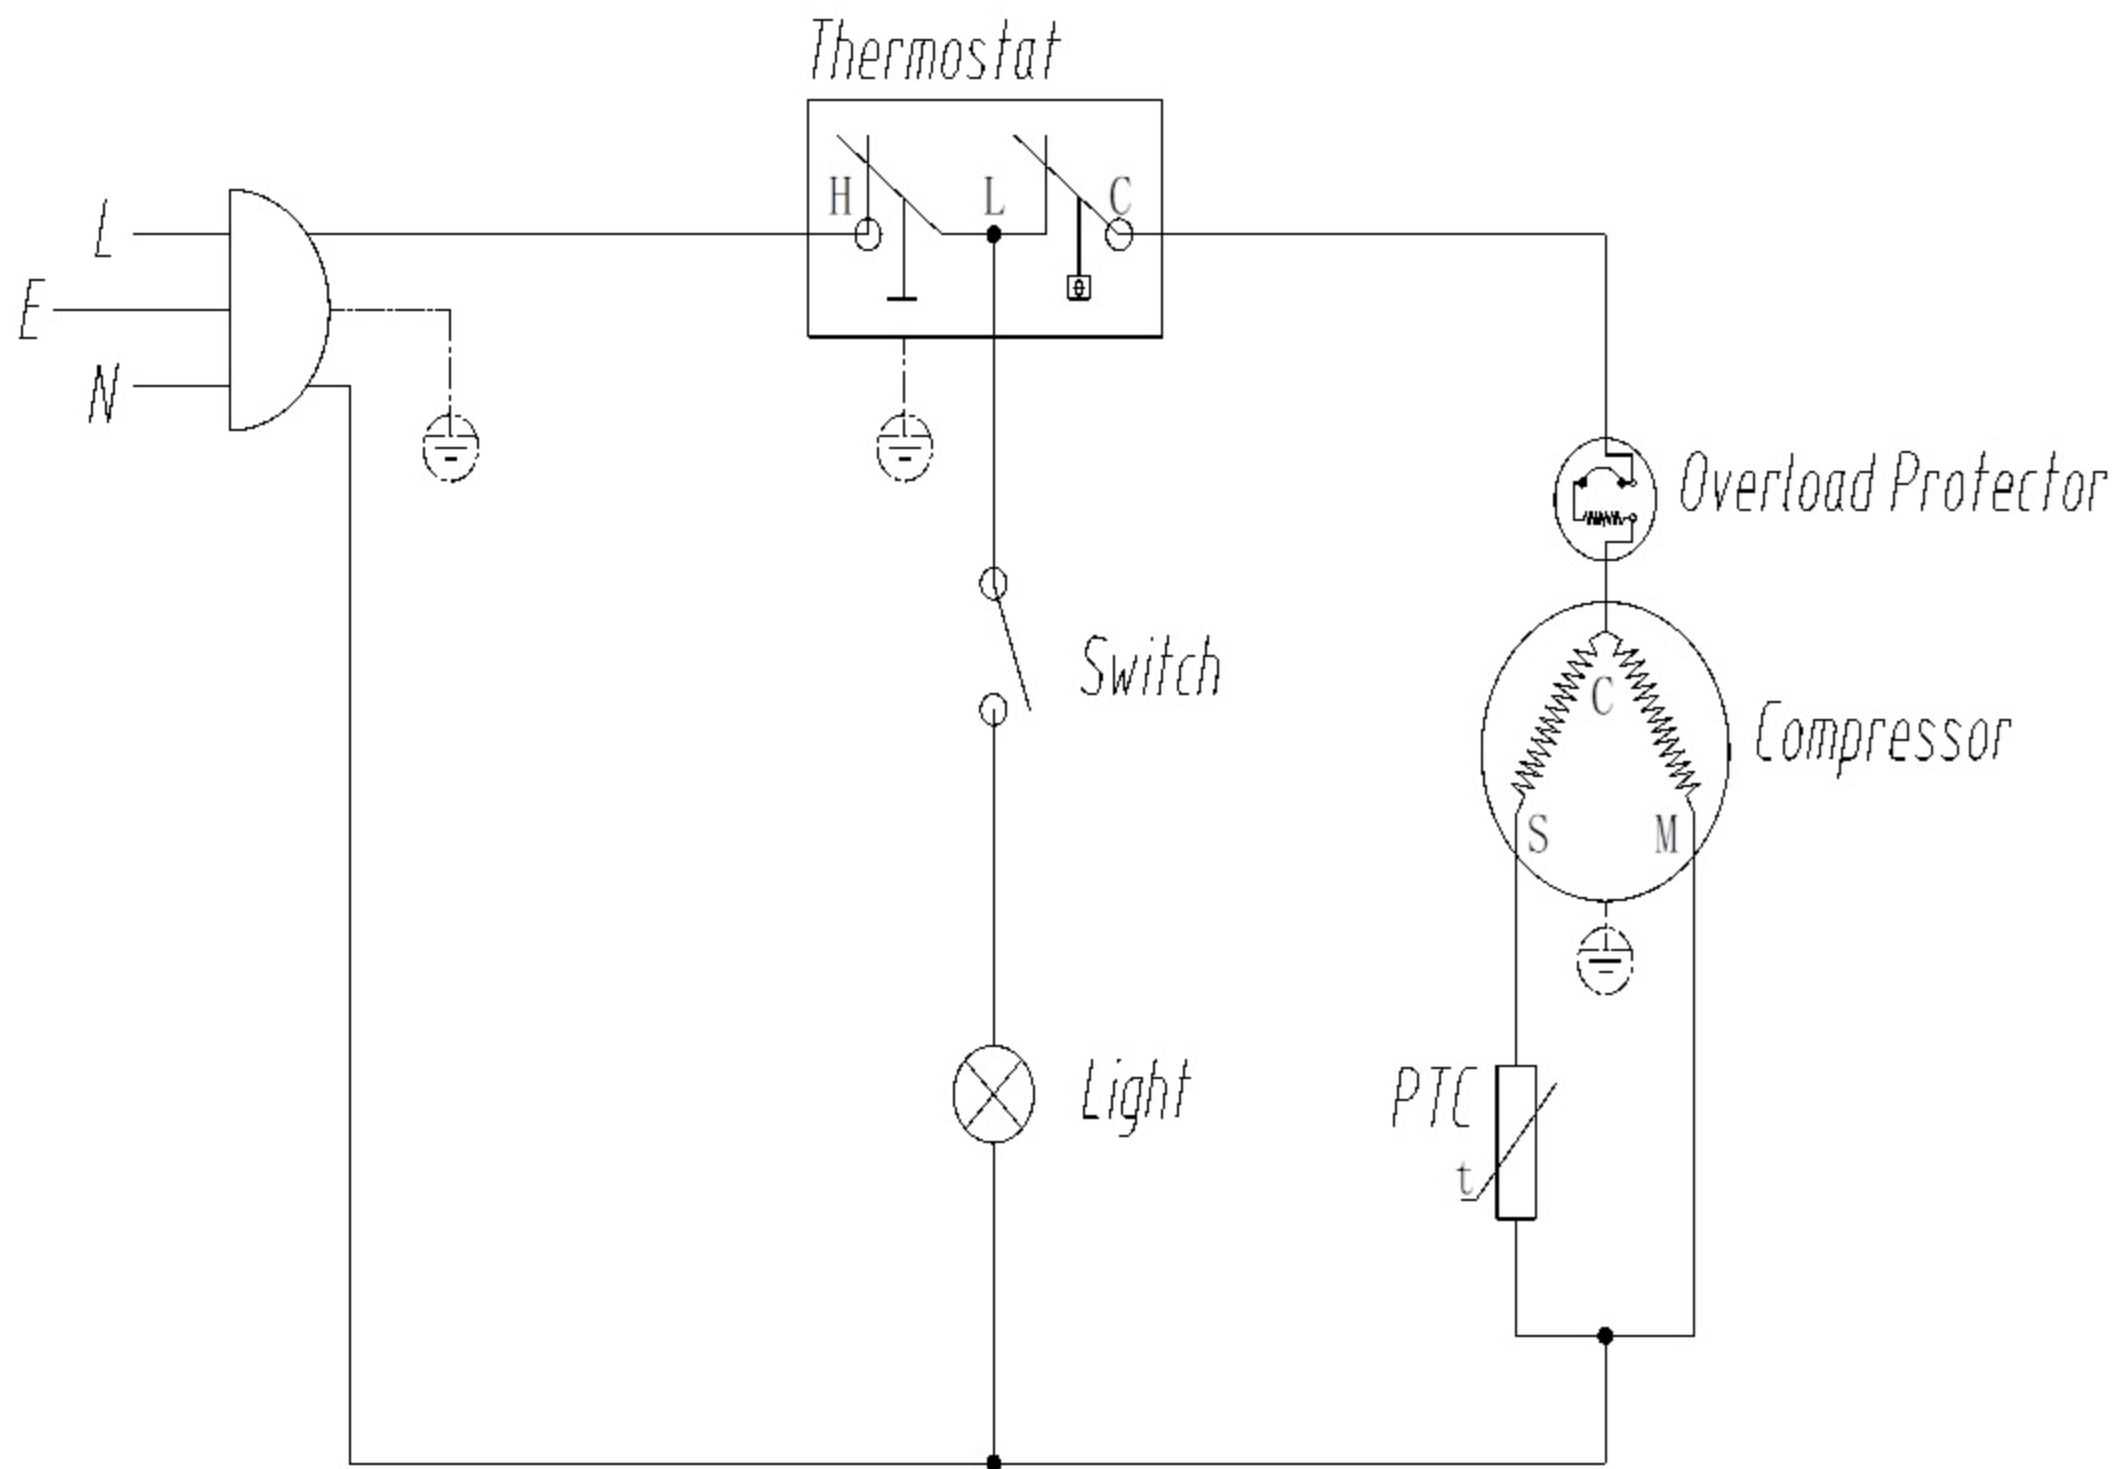 Thermostat
H L C
L
E
N
θ
Overload Protector
Switch
C
Compressor
S M
Light
PTC
t